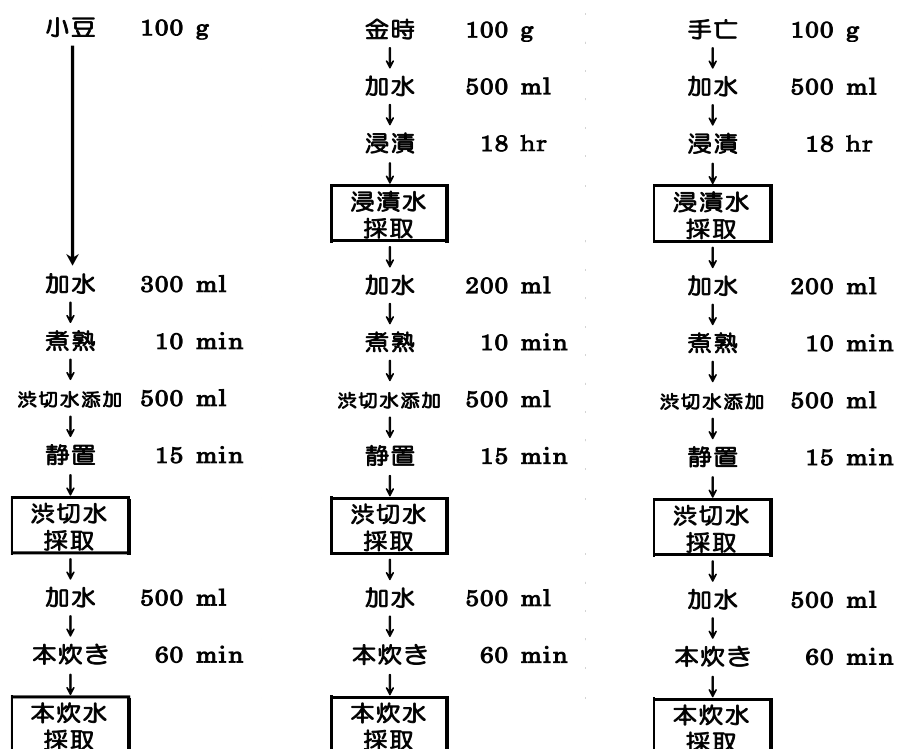 小豆 100 g
加水 300 ml
煮熟 10 min
渋切水添加 500 ml
静置 15 min
渋切水
採取
加水 500 ml
本炊き 60 min
本炊水
採取
金時 100 g
加水 500 ml
浸漬 18 hr
浸漬水
採取
加水 200 ml
煮熟 10 min
渋切水添加 500 ml
静置 15 min
渋切水
採取
加水 500 ml
本炊き 60 min
本炊水
採取
手亡 100 g
加水 500 ml
浸漬 18 hr
浸漬水
採取
加水 200 ml
煮熟 10 min
渋切水添加 500 ml
静置 15 min
渋切水
採取
加水 500 ml
本炊き 60 min
本炊水
採取